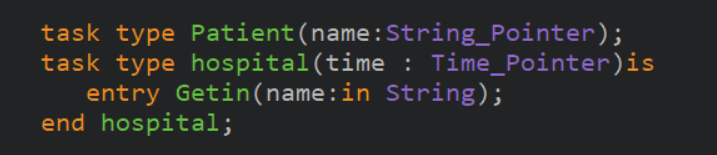 task type Patient(name:String_Pointer);
task type hospital(time : Time_Pointer)is
entry Getin(name:in String);
end hospital;